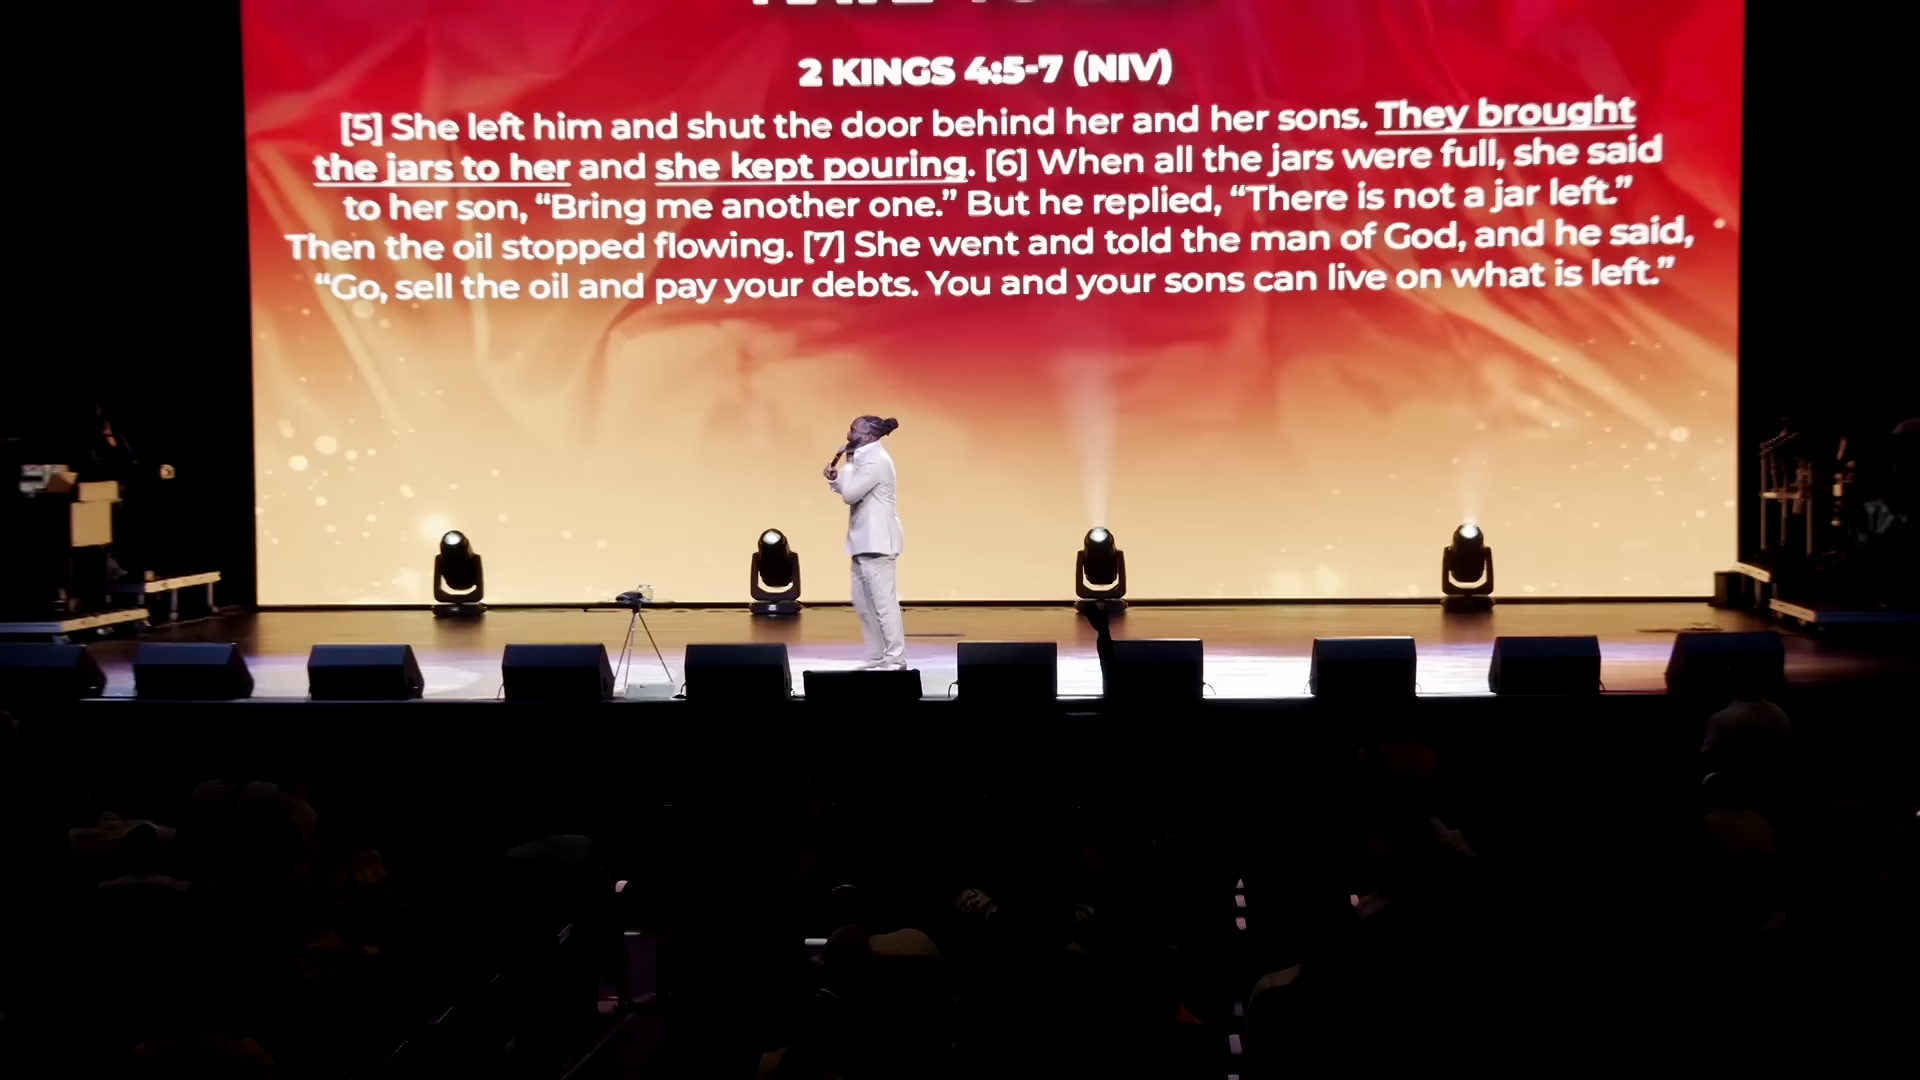 2 KINGS 4:5-7 (NIV)
[5] She left him and shut the door behind her and her sons. They brought
the jars to her and she kept pouring. [6] When all the jars were full, she said
to her son, “Bring me another one.” But he replied, “There is not a jar left.”
Then the oil stopped flowing. [7] She went and told the man of God, and he said,
“Go, sell the oil and pay your debts. You and your sons can live on what is left.”